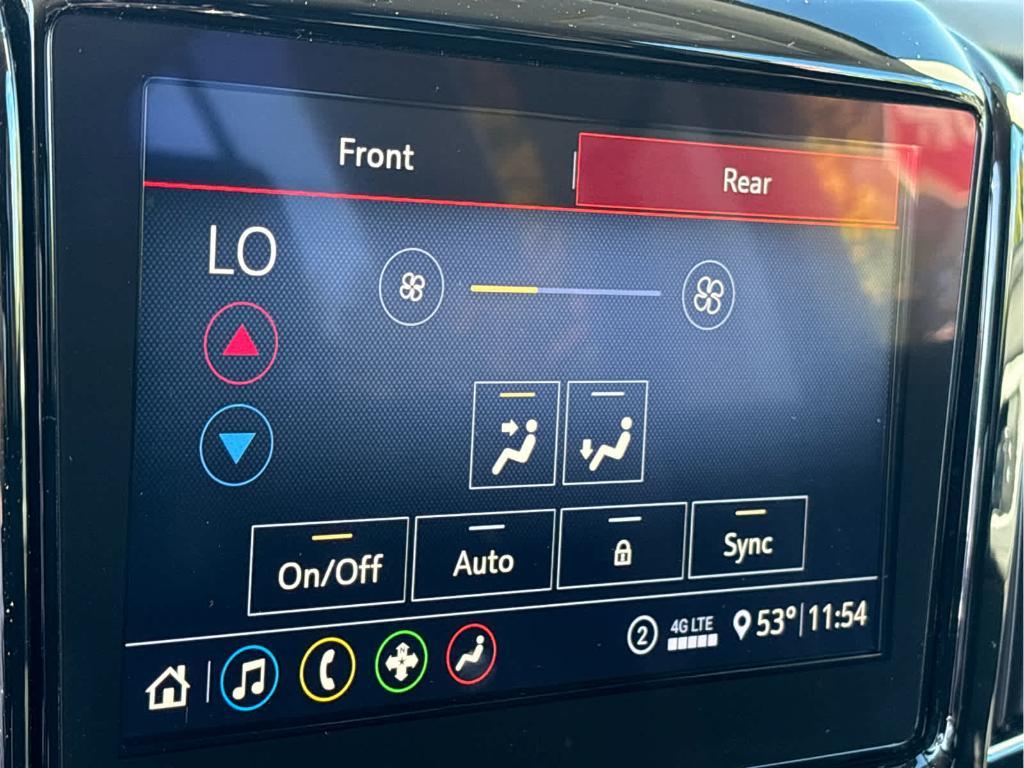 Front
Rear
LO
On/Off
Auto
Sync
N
2
4G LTE
53°
11:54